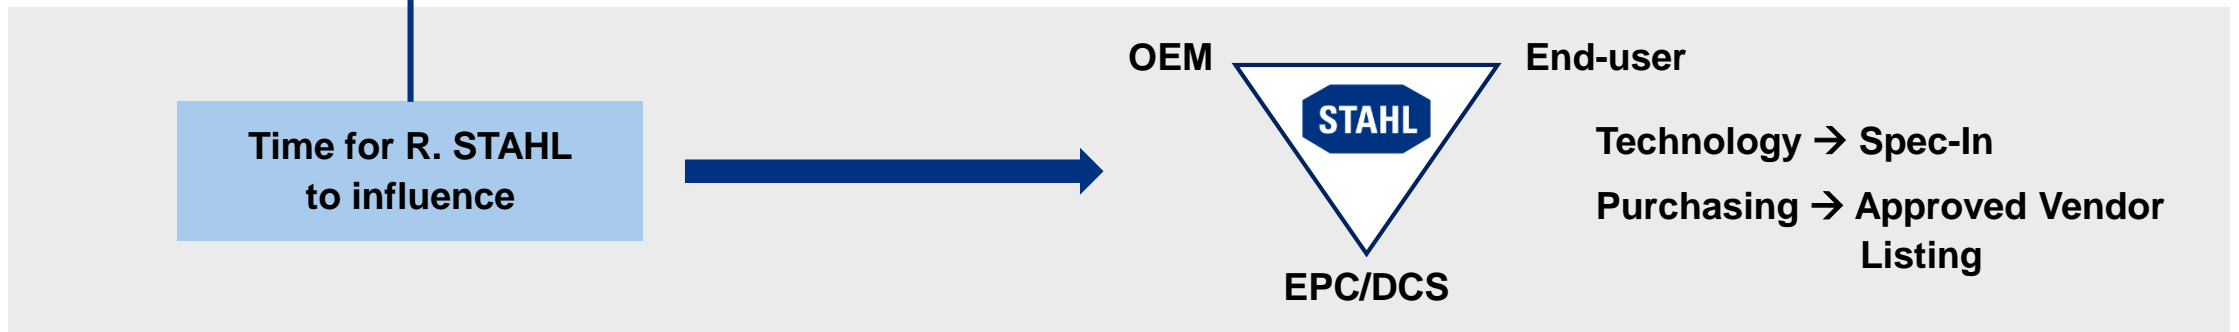 Time for R. STAHL
to influence
OEM
End-user
STAHL
EPC/DCS
Technology → Spec-In
Purchasing → Approved Vendor
Listing